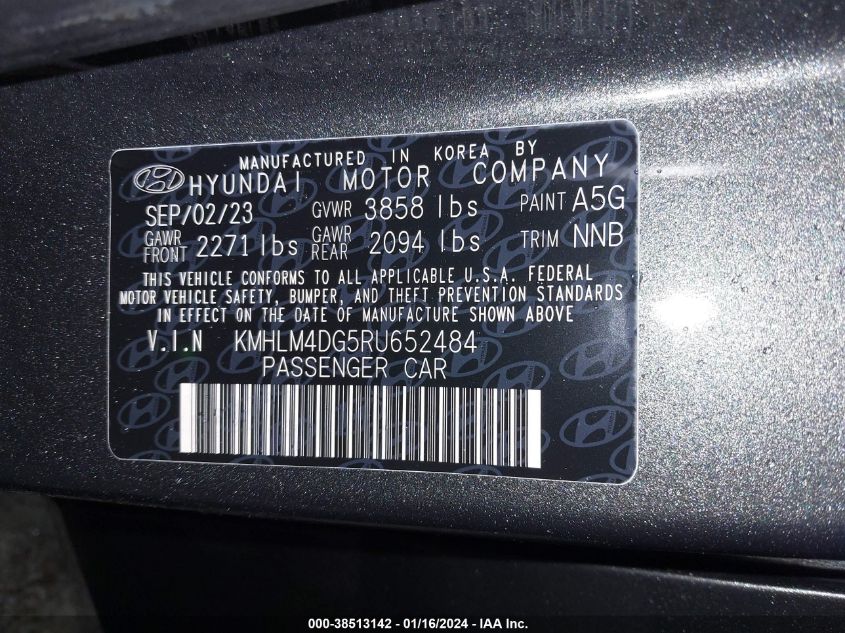 MANUFACTURED IN KOREA BY
HYUNDAI MOTOR COMPANY
SEP/02/23 GVWR 3858 lbs PAINT A5G
GAWR FRONT 2271 lbs GAWR REAR 2094 lbs TRIM NNB
THIS VEHICLE CONFORMS TO ALL APPLICABLE U.S.A. FEDERAL
MOTOR VEHICLE SAFETY, BUMPER, AND THEFT PREVENTION STANDARDS
IN EFFECT ON THE DATE OF MANUFACTURE SHOWN ABOVE
V.I.N KMHLM4DG5RU652484
PASSENGER CAR
000-38513142 - 01/16/2024 - IAA Inc.